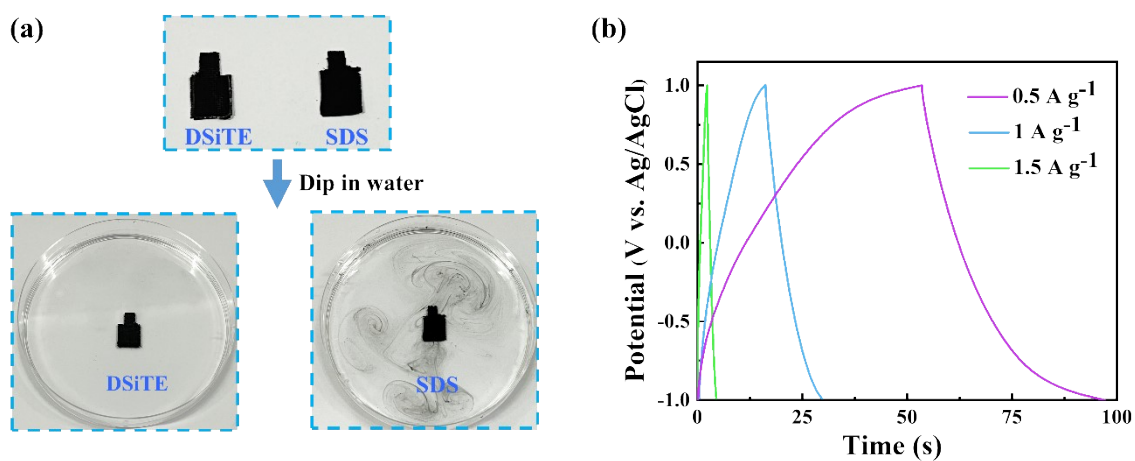 (a)
DSiTE SDS
Dip in water
DSiTE SDS
(b)
Potential (V vs. Ag/AgCl)
1.0
0.5
0.0
-0.5
-1.0
0.5 A g⁻¹
1 A g⁻¹
1.5 A g⁻¹
0 25 50 75 100
Time (s)